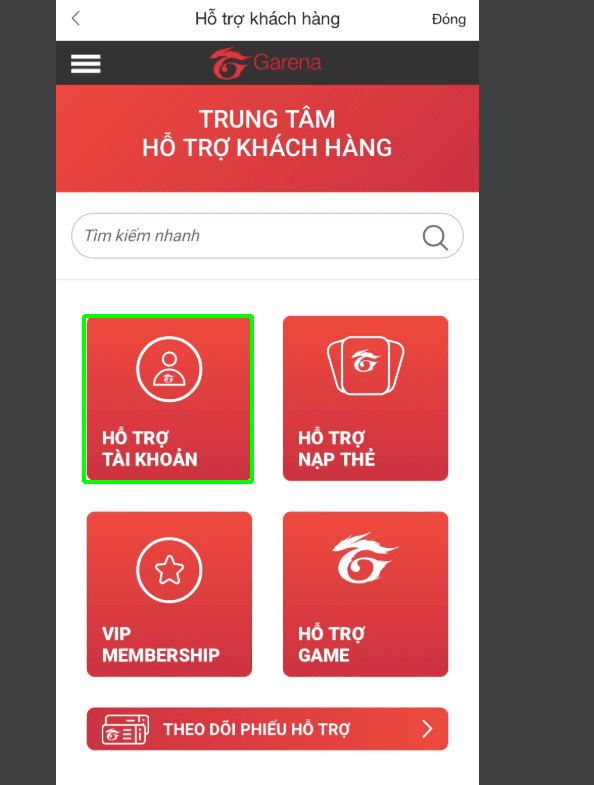 Hỗ trợ khách hàng
Đóng
Garena
TRUNG TÂM
HỖ TRỢ KHÁCH HÀNG
Tìm kiếm nhanh
HỖ TRỢ
TÀI KHOẢN
HỖ TRỢ
NẠP THẺ
VIP
MEMBERSHIP
HỖ TRỢ
GAME
THEO DÕI PHIẾU HỖ TRỢ